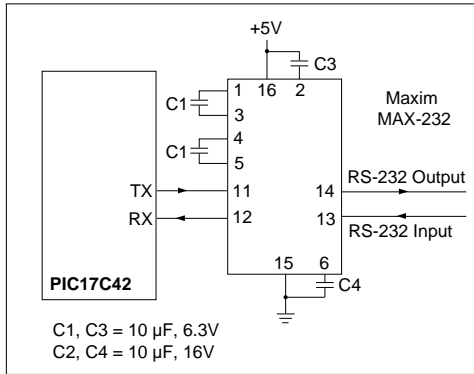 +5V
C3
1
16
2
Maxim
MAX-232
C1
3
4
C1
5
TX
11
14
RS-232 Output
RX
12
13
RS-232 Input
15
6
C4
PIC17C42
C1, C3 = 10 µF, 6.3V
C2, C4 = 10 µF, 16V